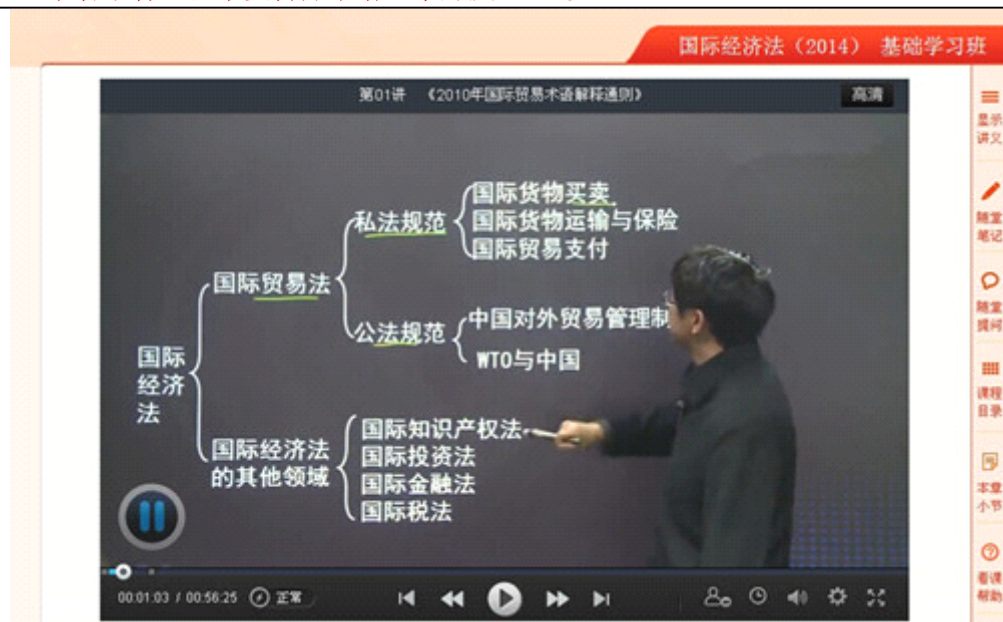 国际经济法（2014） 基础学习班
第01讲 《2010年国际贸易术语解释通则》
高清
显示
讲义
国际货物买卖
私法规范
国际货物运输与保险
国际贸易支付
随堂
笔记
国际贸易法
中国对外贸易管理制
公法规范
WTO与中国
随堂
提问
国际
经济
法
课程
目录
国际知识产权法
国际经济法
的其他领域
国际投资法
国际金融法
国际税法
本章
小节
看课
帮助
00:01:03 / 00:56:25
正常